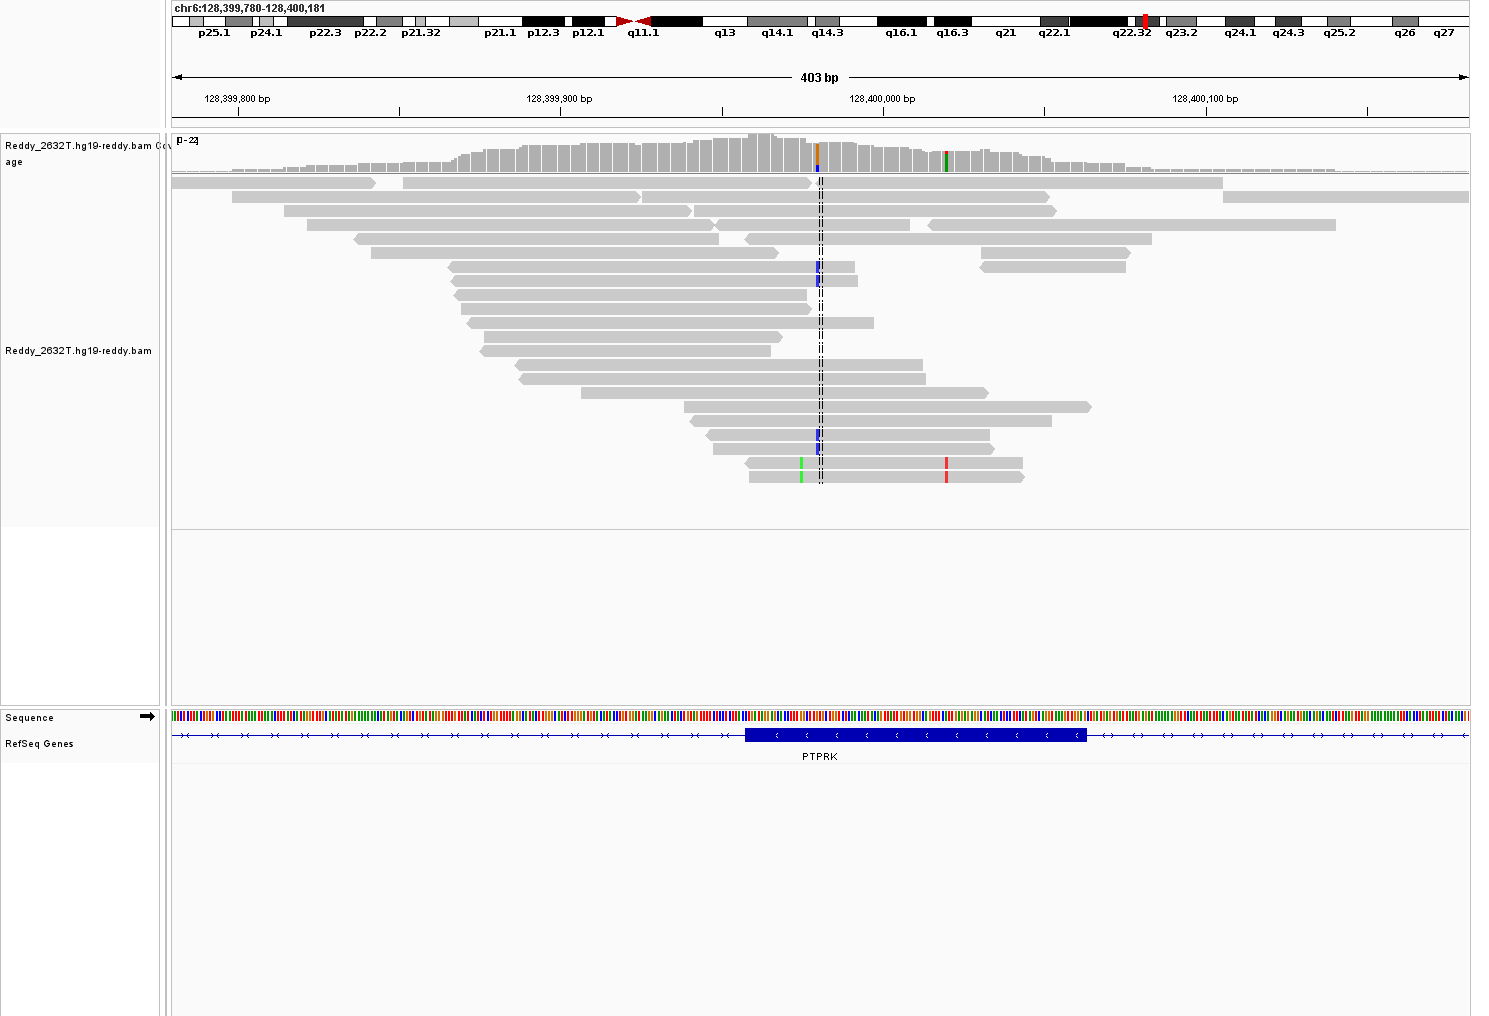 chr6:128,399,780-128,400,181
p25.1 p24.1 p22.3 p22.2 p21.32 p21.1 p12.3 p12.1 q11.1 q13 q14.1 q14.3 q16.1 q16.3 q21 q22.1 q22.32 q23.2 q24.1 q24.3 q25.2 q26 q27
403 bp
128,399,800 bp 128,399,900 bp 128,400,000 bp 128,400,100 bp
[0-22]
Reddy_2632T.hg19-reddy.bam Cov
age
Reddy_2632T.hg19-reddy.bam
Sequence
RefSeq Genes
PTPRK